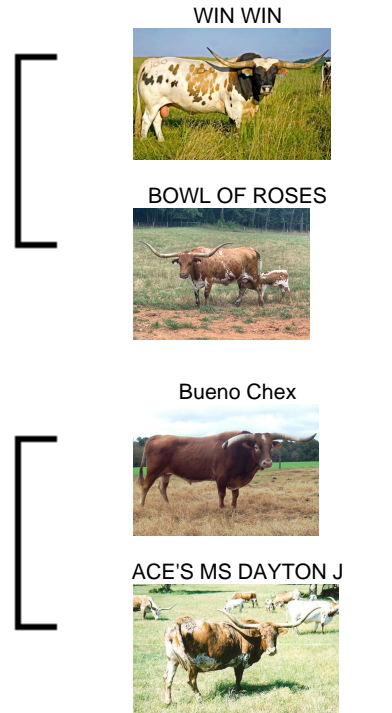 WIN WIN
BOWL OF ROSES
Bueno Chex
ACE'S MS DAYTON J